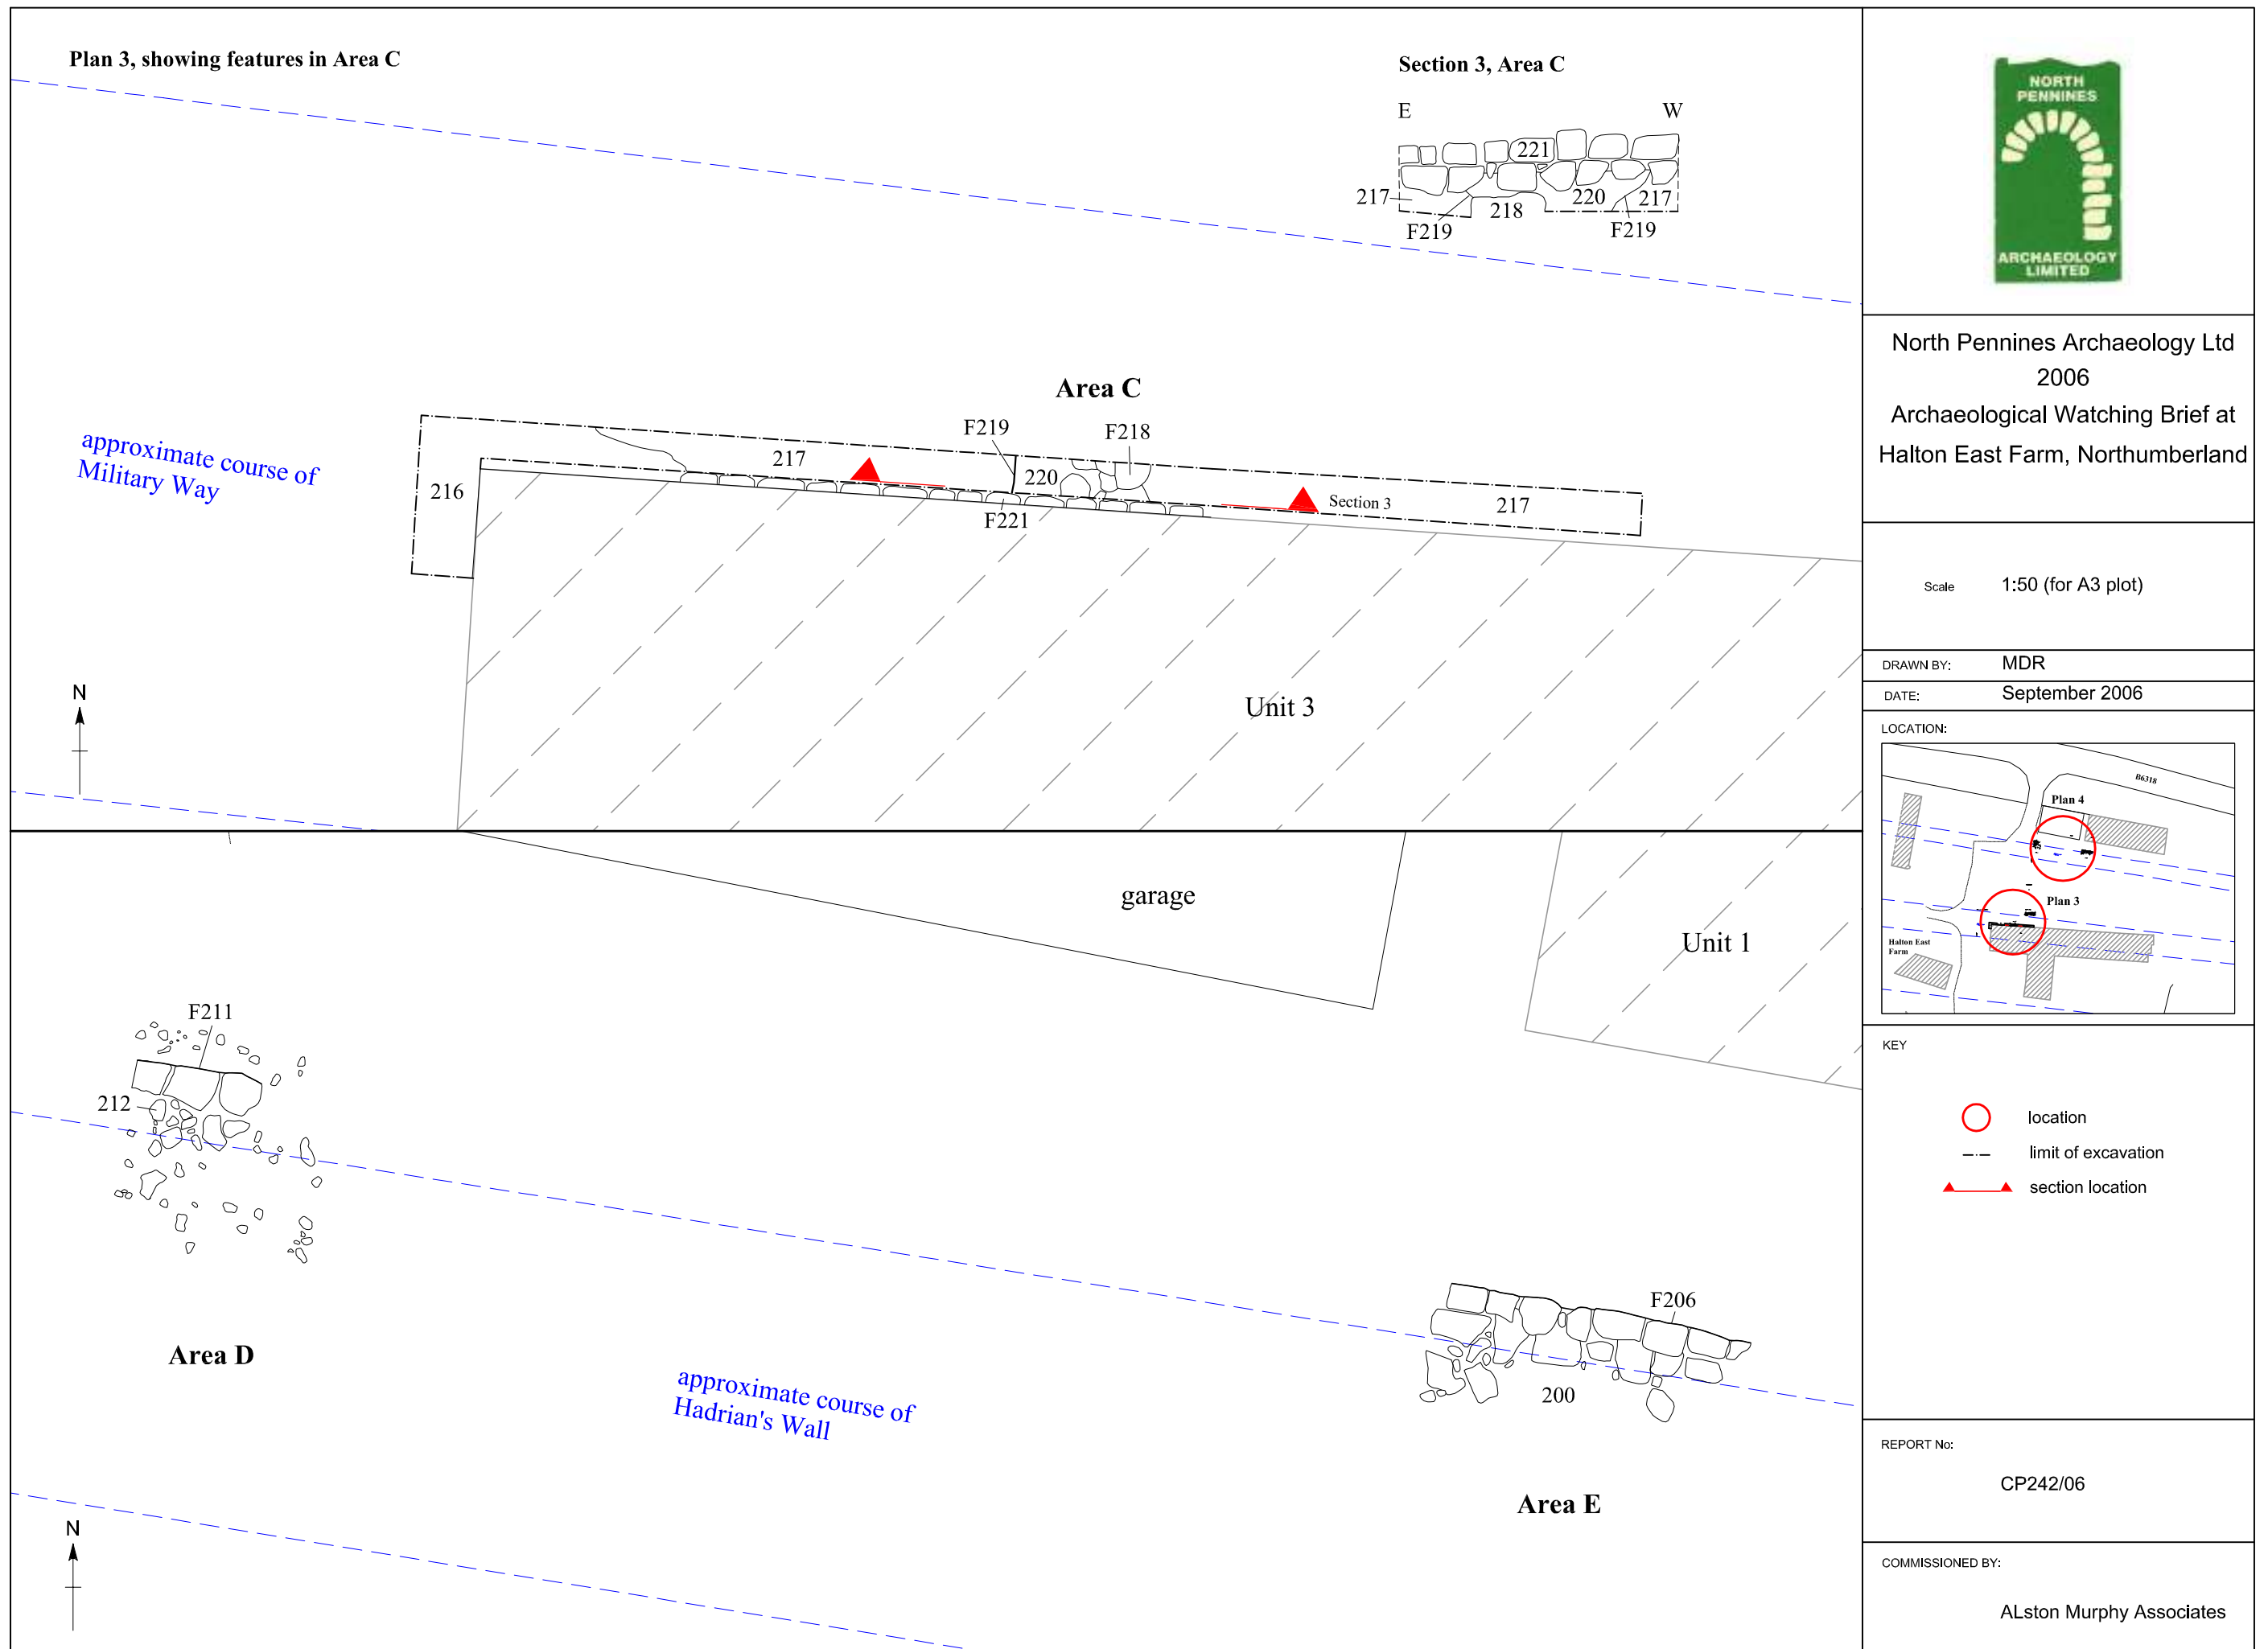 Plan 3, showing features in Area C
Section 3, Area C
E
W
221
217
218
220
217
F219
F219
Area C
approximate course of
Military Way
F219
F218
217
220
216
F221
Section 3
217
Unit 3
N
garage
Unit 1
F211
212
Area D
approximate course of
Hadrian's Wall
F206
200
Area E
N
NORTH
PENNINES
ARCHAEOLOGY
LIMITED
North Pennines Archaeology Ltd
2006
Archaeological Watching Brief at
Halton East Farm, Northumberland
Scale 1:50 (for A3 plot)
DRAWN BY: MDR
DATE: September 2006
LOCATION:
B6318
Plan 4
Plan 3
Halton East
Farm
KEY
location
limit of excavation
section location
REPORT No:
CP242/06
COMMISSIONED BY:
ALston Murphy Associates